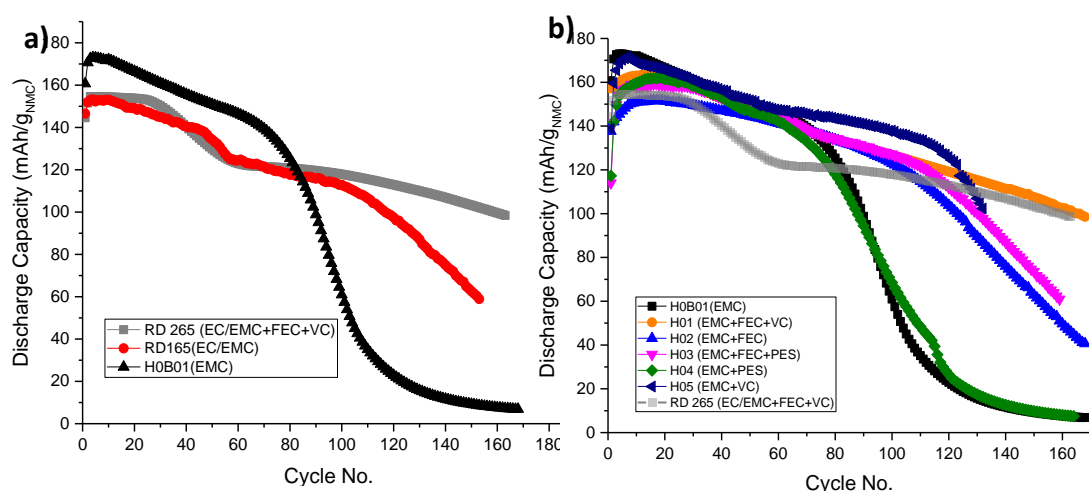 a)
Discharge Capacity (mAh/gNMC)
180
160
140
120
100
80
60
40
20
0
RD 265 (EC/EMC+FEC+VC)
RD165(EC/EMC)
H0B01(EMC)
0 20 40 60 80 100 120 140 160 180
Cycle No.
b)
Discharge Capacity (mAh/gNMC)
180
160
140
120
100
80
60
40
20
0
H0B01(EMC)
H01 (EMC+FEC+VC)
H02 (EMC+FEC)
H03 (EMC+FEC+PES)
H04 (EMC+PES)
H05 (EMC+VC)
RD 265 (EC/EMC+FEC+VC)
0 20 40 60 80 100 120 140 160
Cycle No.